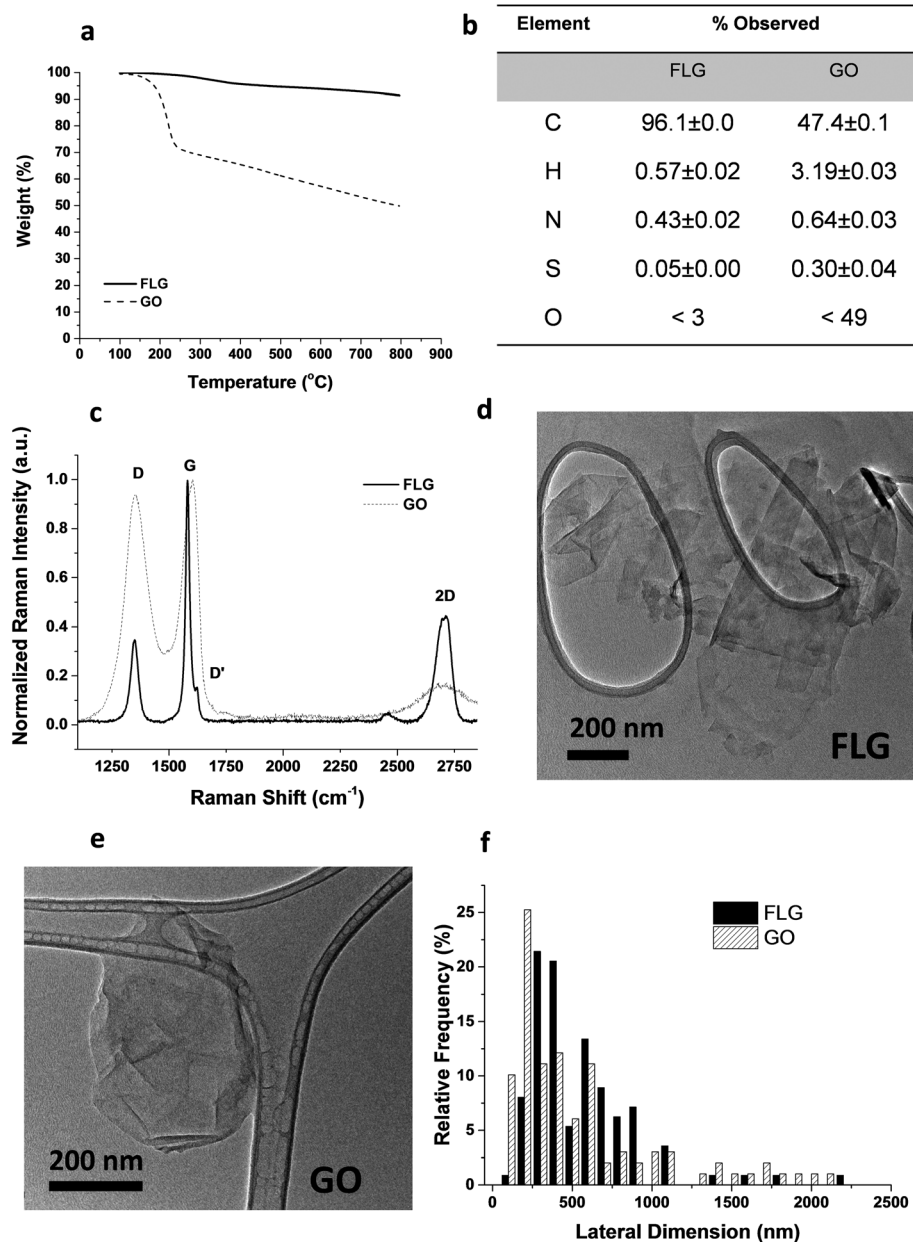 a
100
90
80
70
60
50
40
30
20
10
0
Weight (%)
FLG
GO
0 100 200 300 400 500 600 700 800 900
Temperature (°C)
b
Element % Observed
FLG GO
C 96.1±0.0 47.4±0.1
H 0.57±0.02 3.19±0.03
N 0.43±0.02 0.64±0.03
S 0.05±0.00 0.30±0.04
O < 3 < 49
c
Normalized Raman Intensity (a.u.)
1.0
0.8
0.6
0.4
0.2
0.0
D G
FLG
GO
2D
D'
1250 1500 1750 2000 2250 2500 2750
Raman Shift (cm⁻¹)
d
200 nm
FLG
e
200 nm
GO
f
Relative Frequency (%)
25
20
15
10
5
0
FLG
GO
0 500 1000 1500 2000 2500
Lateral Dimension (nm)